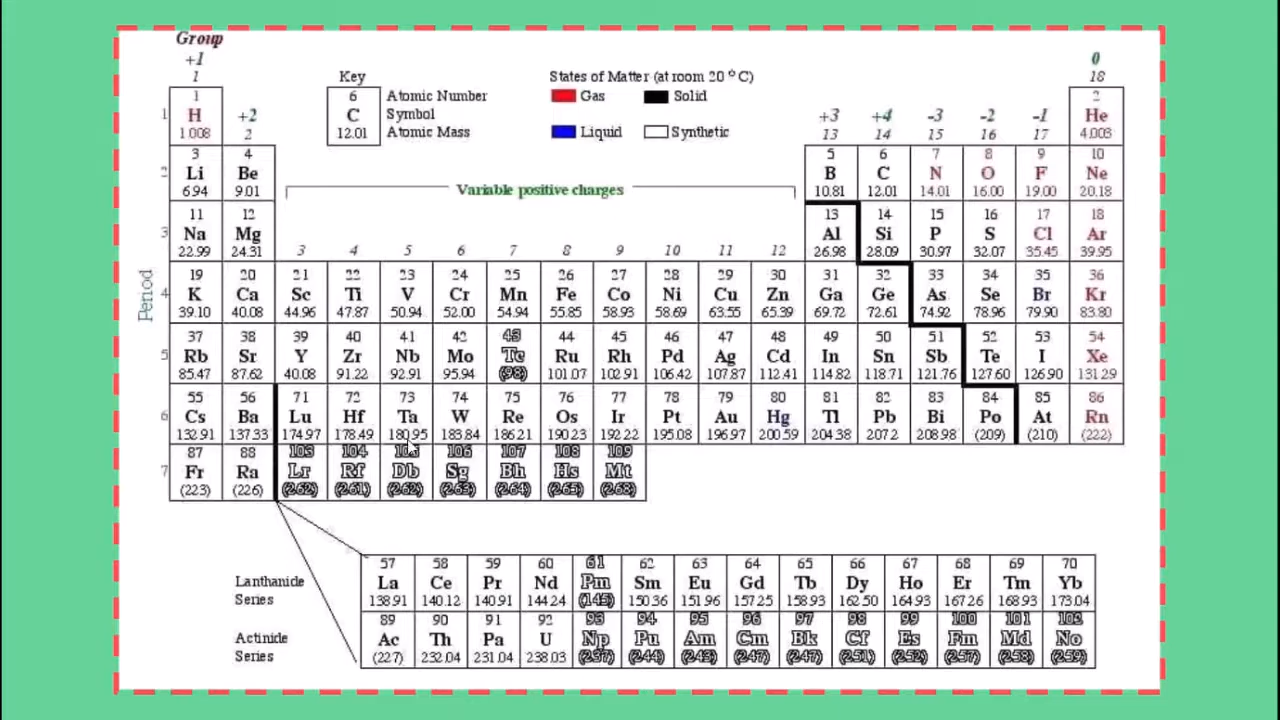 Group
+1 0
1 Key States of Matter (at room 20 °C) 18
1 6 Atomic Number Gas Solid 2
1 H +2 C Symbol +3 +4 -3 -2 -1 He
1.008 2 12.01 Atomic Mass Liquid Synthetic 13 14 15 16 17 4.003
3 4 5 6 7 8 9 10
2 Li Be Variable positive charges B C N O F Ne
6.94 9.01 10.81 12.01 14.01 16.00 19.00 20.18
11 12 13 14 15 16 17 18
3 Na Mg Al Si P S Cl Ar
22.99 24.31 3 4 5 6 7 8 9 10 11 12 26.98 28.09 30.97 32.07 35.45 39.95
Period
19 20 21 22 23 24 25 26 27 28 29 30 31 32 33 34 35 36
4 K Ca Sc Ti V Cr Mn Fe Co Ni Cu Zn Ga Ge As Se Br Kr
39.10 40.08 44.96 47.87 50.94 52.00 54.94 55.85 58.93 58.69 63.55 65.39 69.72 72.61 74.92 78.96 79.90 83.80
37 38 39 40 41 42 43 44 45 46 47 48 49 50 51 52 53 54
5 Rb Sr Y Zr Nb Mo Tc Ru Rh Pd Ag Cd In Sn Sb Te I Xe
85.47 87.62 40.08 91.22 92.91 95.94 (98) 101.07 102.91 106.42 107.87 112.41 114.82 118.71 121.76 127.60 126.90 131.29
55 56 71 72 73 74 75 76 77 78 79 80 81 82 83 84 85 86
6 Cs Ba Lu Hf Ta W Re Os Ir Pt Au Hg Tl Pb Bi Po At Rn
132.91 137.33 174.97 178.49 180.95 183.84 186.21 190.23 192.22 195.08 196.97 200.59 204.38 207.2 208.98 (209) (210) (222)
87 88 103 104 106 107 108 109
7 Fr Ra Lr Rf Db Sg Bh Hs Mt
(223) (226) (262) (261) (262) (263) (264) (265) (268)
57 58 59 60 61 62 63 64 65 66 67 68 69 70
Lanthanide La Ce Pr Nd Pm Sm Eu Gd Tb Dy Ho Er Tm Yb
Series 138.91 140.12 140.91 144.24 (145) 150.36 151.96 157.25 158.93 162.50 164.93 167.26 168.93 173.04
89 90 91 92 93 94 95 96 97 98 99 100 101 102
Actinide Ac Th Pa U Np Pu Am Cm Bk Cf Es Fm Md No
Series (227) 232.04 231.04 238.03 (237) (244) (243) (247) (247) (251) (252) (257) (258) (259)